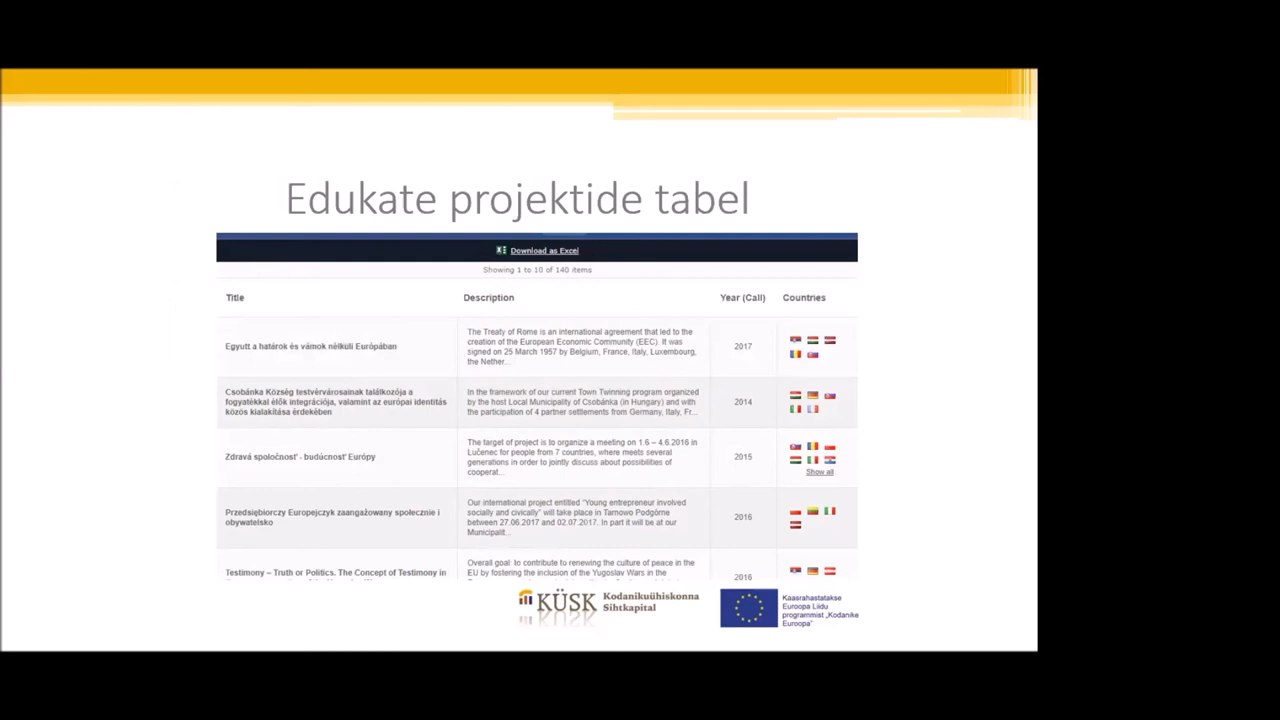 Edukate projektide tabel
Download as Excel
Showing 1 to 10 of 140 items
Title Description Year (Call) Countries
Együtt a határok és vámok nélküli Európában
The Treaty of Rome is an international agreement that led to the
creation of the European Economic Community (EEC). It was
signed on 25 March 1957 by Belgium, France, Italy, Luxembourg,
the Nether...
2017
Csobánka Község testvérvárosainak találkozója a
fogyatékkal élők integrációja, valamint az európai identitás
közös kialakítása érdekében
In the framework of our current Town Twinning program organized
by the host Local Municipality of Csobánka (in Hungary) and with
the participation of 4 partner settlements from Germany, Italy, Fr...
2014
Zdravá spoločnosť - budúcnosť Európy
The target of project is to organize a meeting on 1.6 – 4.6.2016 in
Lučenec for people from 7 countries, where meets several
generations in order to jointly discuss about possibilities of
cooperat...
2015
Show all
Przedsiębiorczy Europejczyk zaangażowany społecznie i
obywatelsko
Our international project entitled "Young entrepreneur involved
socially and civically" will take place in Tarnowo Podgórne
between 27.06.2017 and 02.07.2017. In part it will be at our
Municipalit...
2016
Testimony – Truth or Politics. The Concept of Testimony in
Overall goal: to contribute to renewing the culture of peace in the
EU by fostering the inclusion of the Yugoslav Wars in the
2016
KÜSK Kodanikuühiskonna
Sihtkapital
Kaasrahastatakse
Euroopa Liidu
programmist „Kodanike
Euroopa"